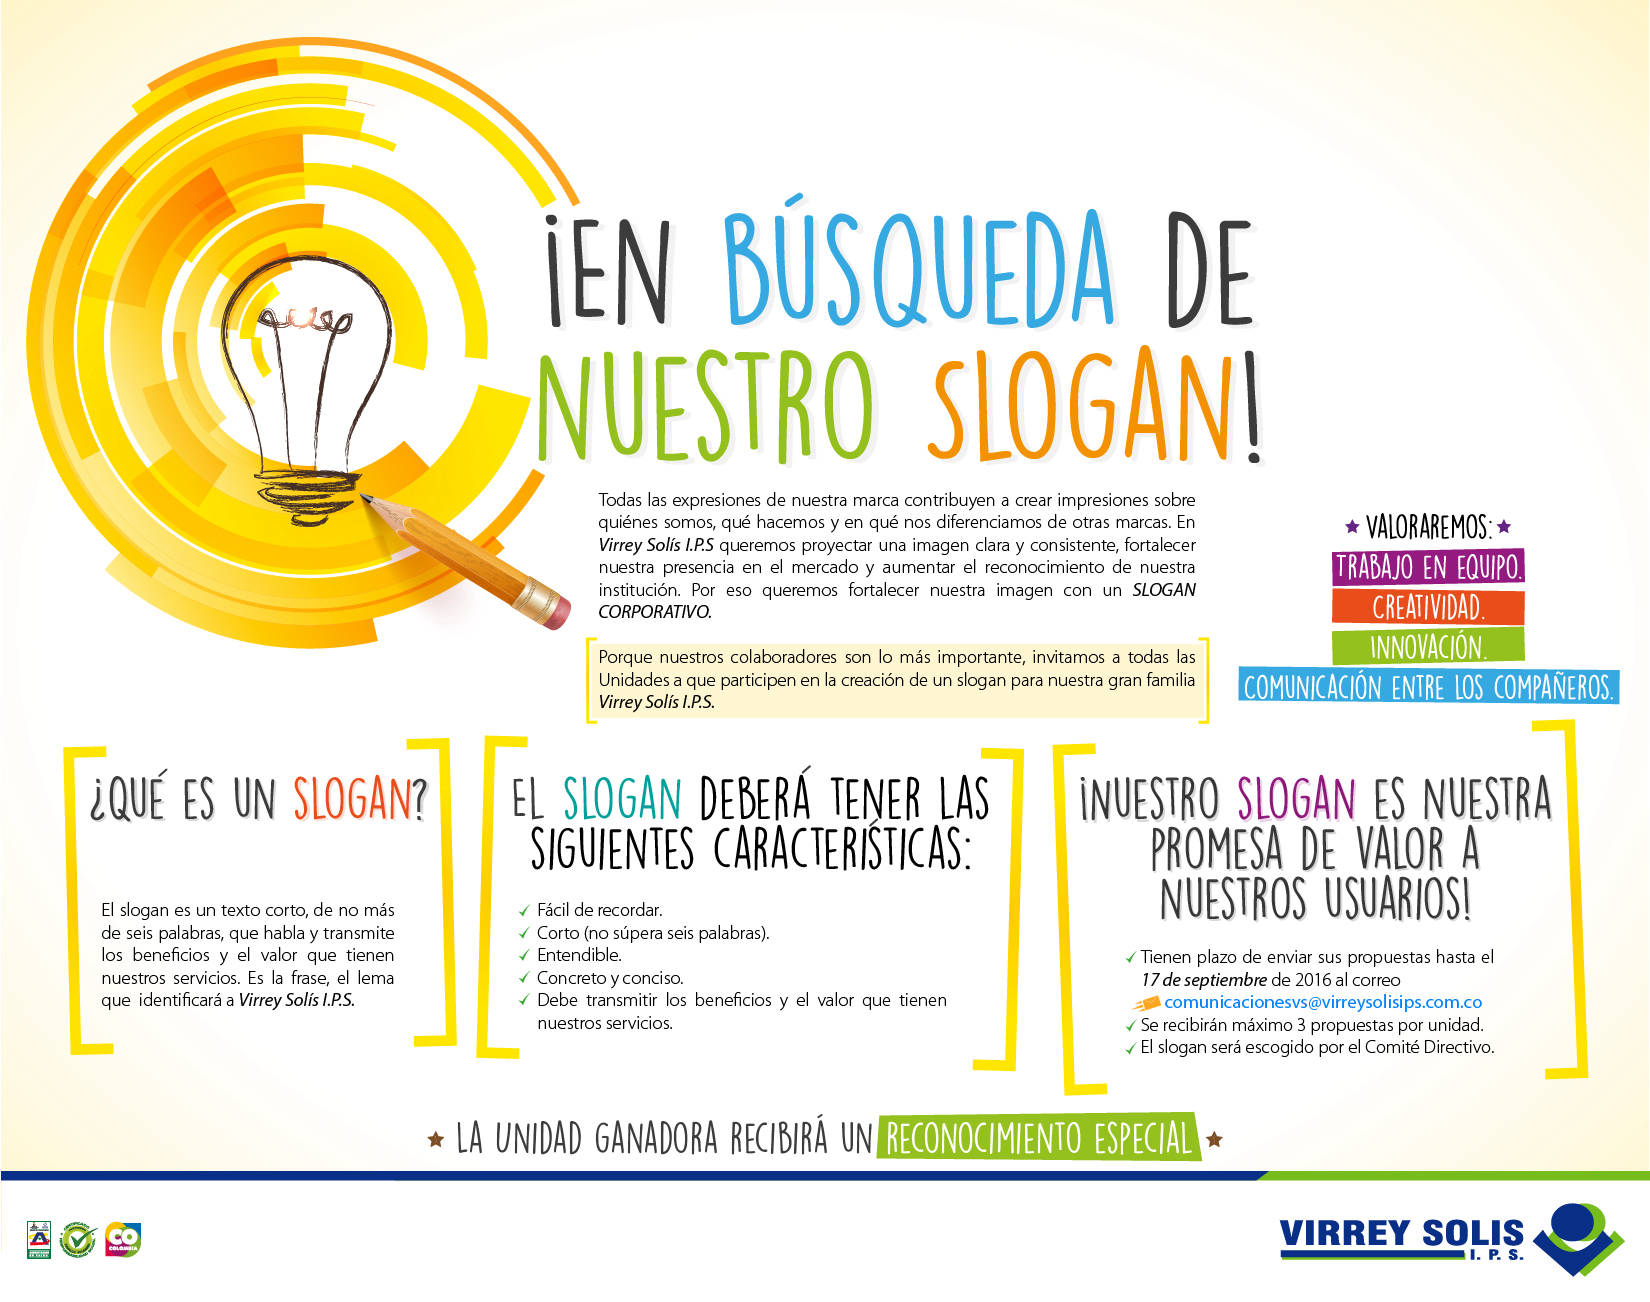 ¡EN BÚSQUEDA DE
NUESTRO SLOGAN!
Todas las expresiones de nuestra marca contribuyen a crear impresiones sobre
quiénes somos, qué hacemos y en qué nos diferenciamos de otras marcas. En
Virrey Solís I.P.S queremos proyectar una imagen clara y consistente, fortalecer
nuestra presencia en el mercado y aumentar el reconocimiento de nuestra
institución. Por eso queremos fortalecer nuestra imagen con un SLOGAN
CORPORATIVO.
Porque nuestros colaboradores son lo más importante, invitamos a todas las
Unidades a que participen en la creación de un slogan para nuestra gran familia
Virrey Solís I.P.S.
VALORAREMOS:
TRABAJO EN EQUIPO.
CREATIVIDAD.
INNOVACIÓN.
COMUNICACIÓN ENTRE LOS COMPAÑEROS.
¿QUÉ ES UN SLOGAN?
El slogan es un texto corto, de no más
de seis palabras, que habla y transmite
los beneficios y el valor que tienen
nuestros servicios. Es la frase, el lema
que identificará a Virrey Solís I.P.S.
EL SLOGAN DEBERÁ TENER LAS
SIGUIENTES CARACTERÍSTICAS:
Fácil de recordar.
Corto (no súpera seis palabras).
Entendible.
Concreto y conciso.
Debe transmitir los beneficios y el valor que tienen
nuestros servicios.
¡NUESTRO SLOGAN ES NUESTRA
PROMESA DE VALOR A
NUESTROS USUARIOS!
Tienen plazo de enviar sus propuestas hasta el
17 de septiembre de 2016 al correo
comunicacionesvs@virreysolisips.com.co
Se recibirán máximo 3 propuestas por unidad.
El slogan será escogido por el Comité Directivo.
LA UNIDAD GANADORA RECIBIRÁ UN RECONOCIMIENTO ESPECIAL
CO
COLOMBIA
VIRREY SOLIS
I. P. S.